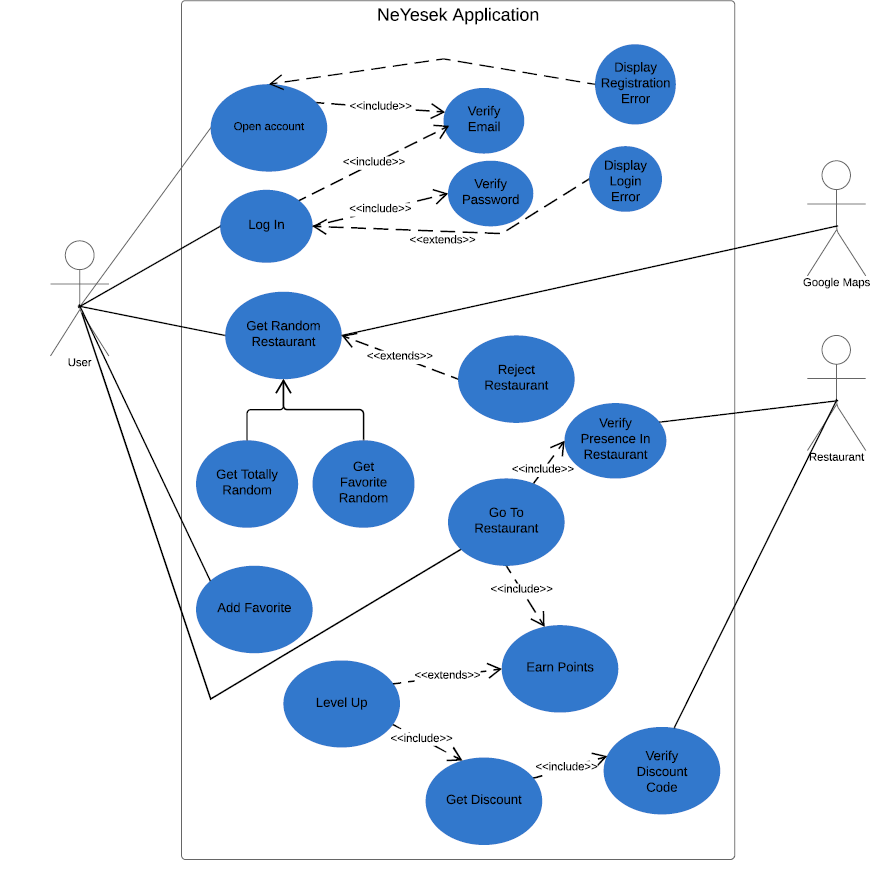 NeYesek Application
Display
Registration
Error
Open account
<<include>>
Verify
Email
<<include>>
Display
Login
Error
Verify
Password
Log In
<<include>>
<<extends>>
Google Maps
User
Get Random
Restaurant
<<extends>>
Reject
Restaurant
Verify
Presence In
Restaurant
Restaurant
Get Totally
Random
Get
Favorite
Random
<<include>>
Go To
Restaurant
<<include>>
Add Favorite
Earn Points
<<extends>>
Level Up
<<include>>
Get Discount
<<include>>
Verify
Discount
Code